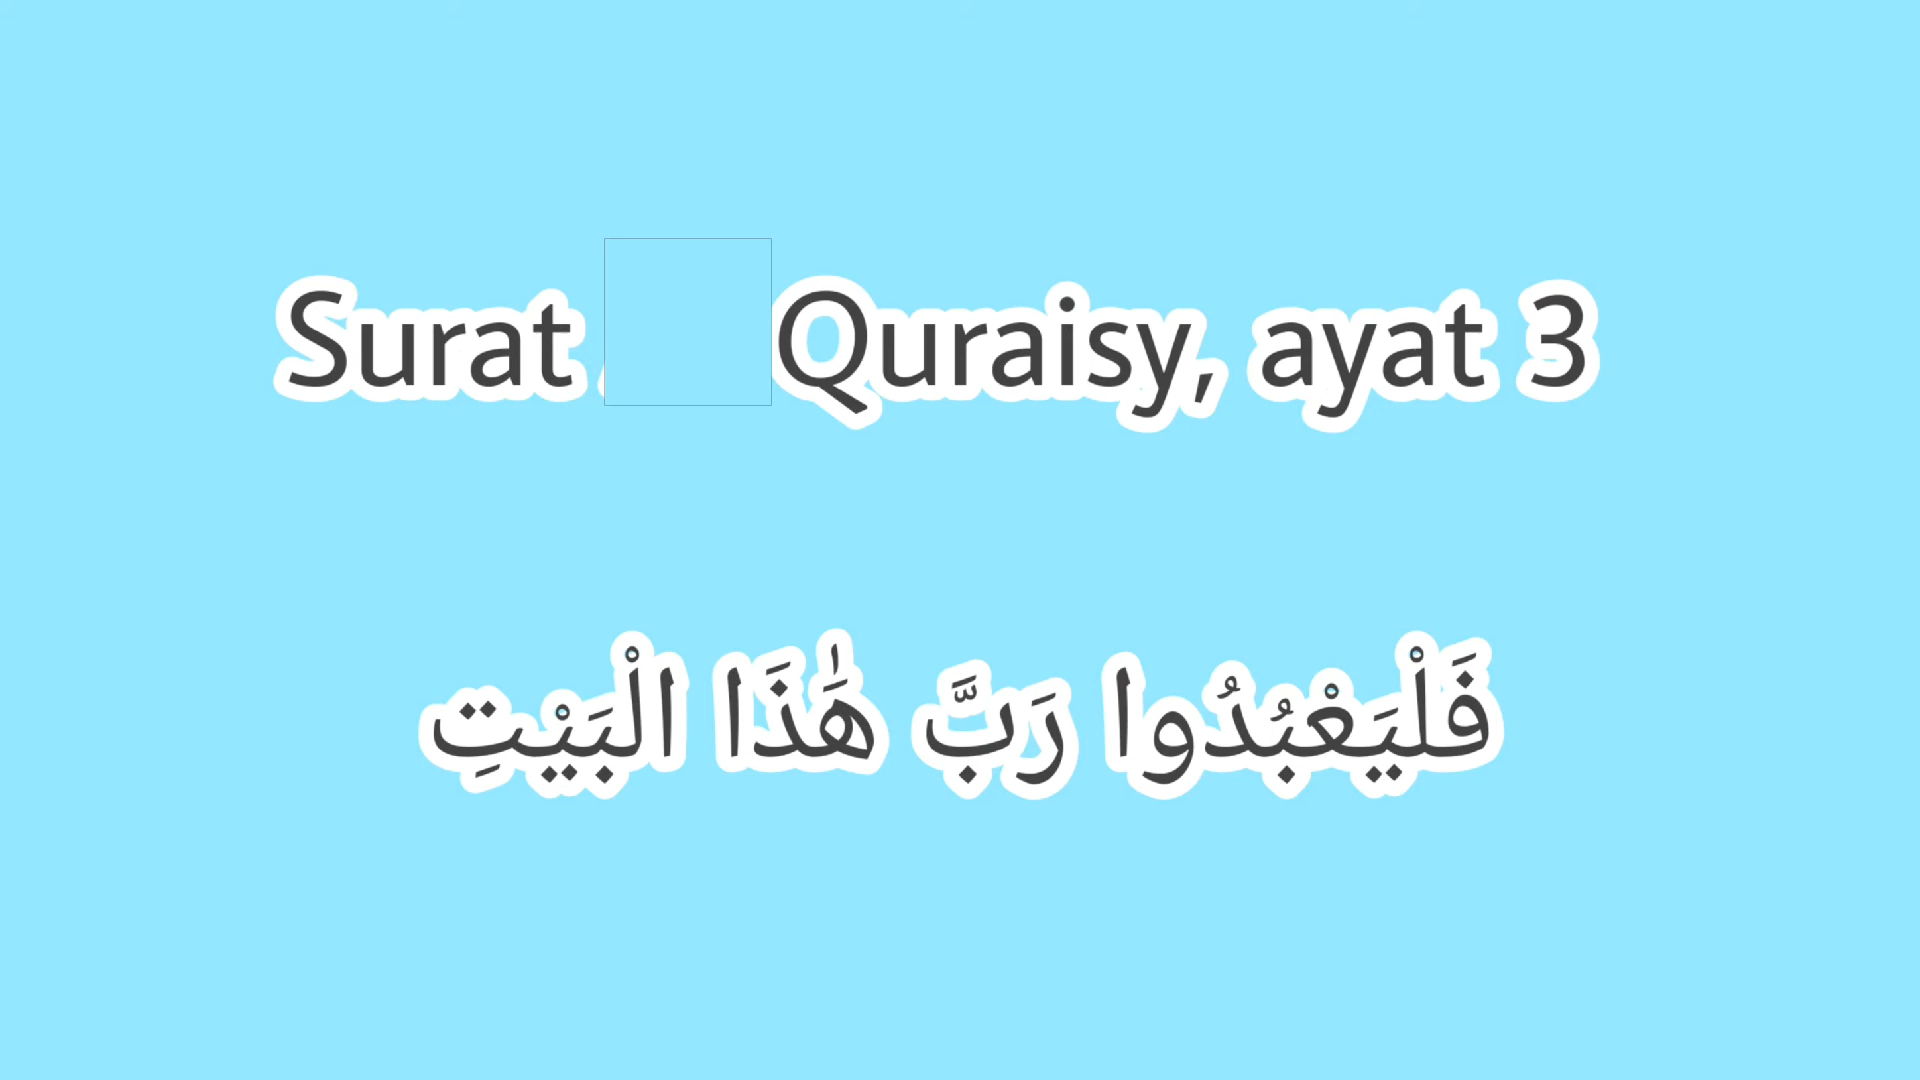 Surat Quraisy, ayat 3
فَلْيَعْبُدُوا رَبَّ هَٰذَا الْبَيْتِ